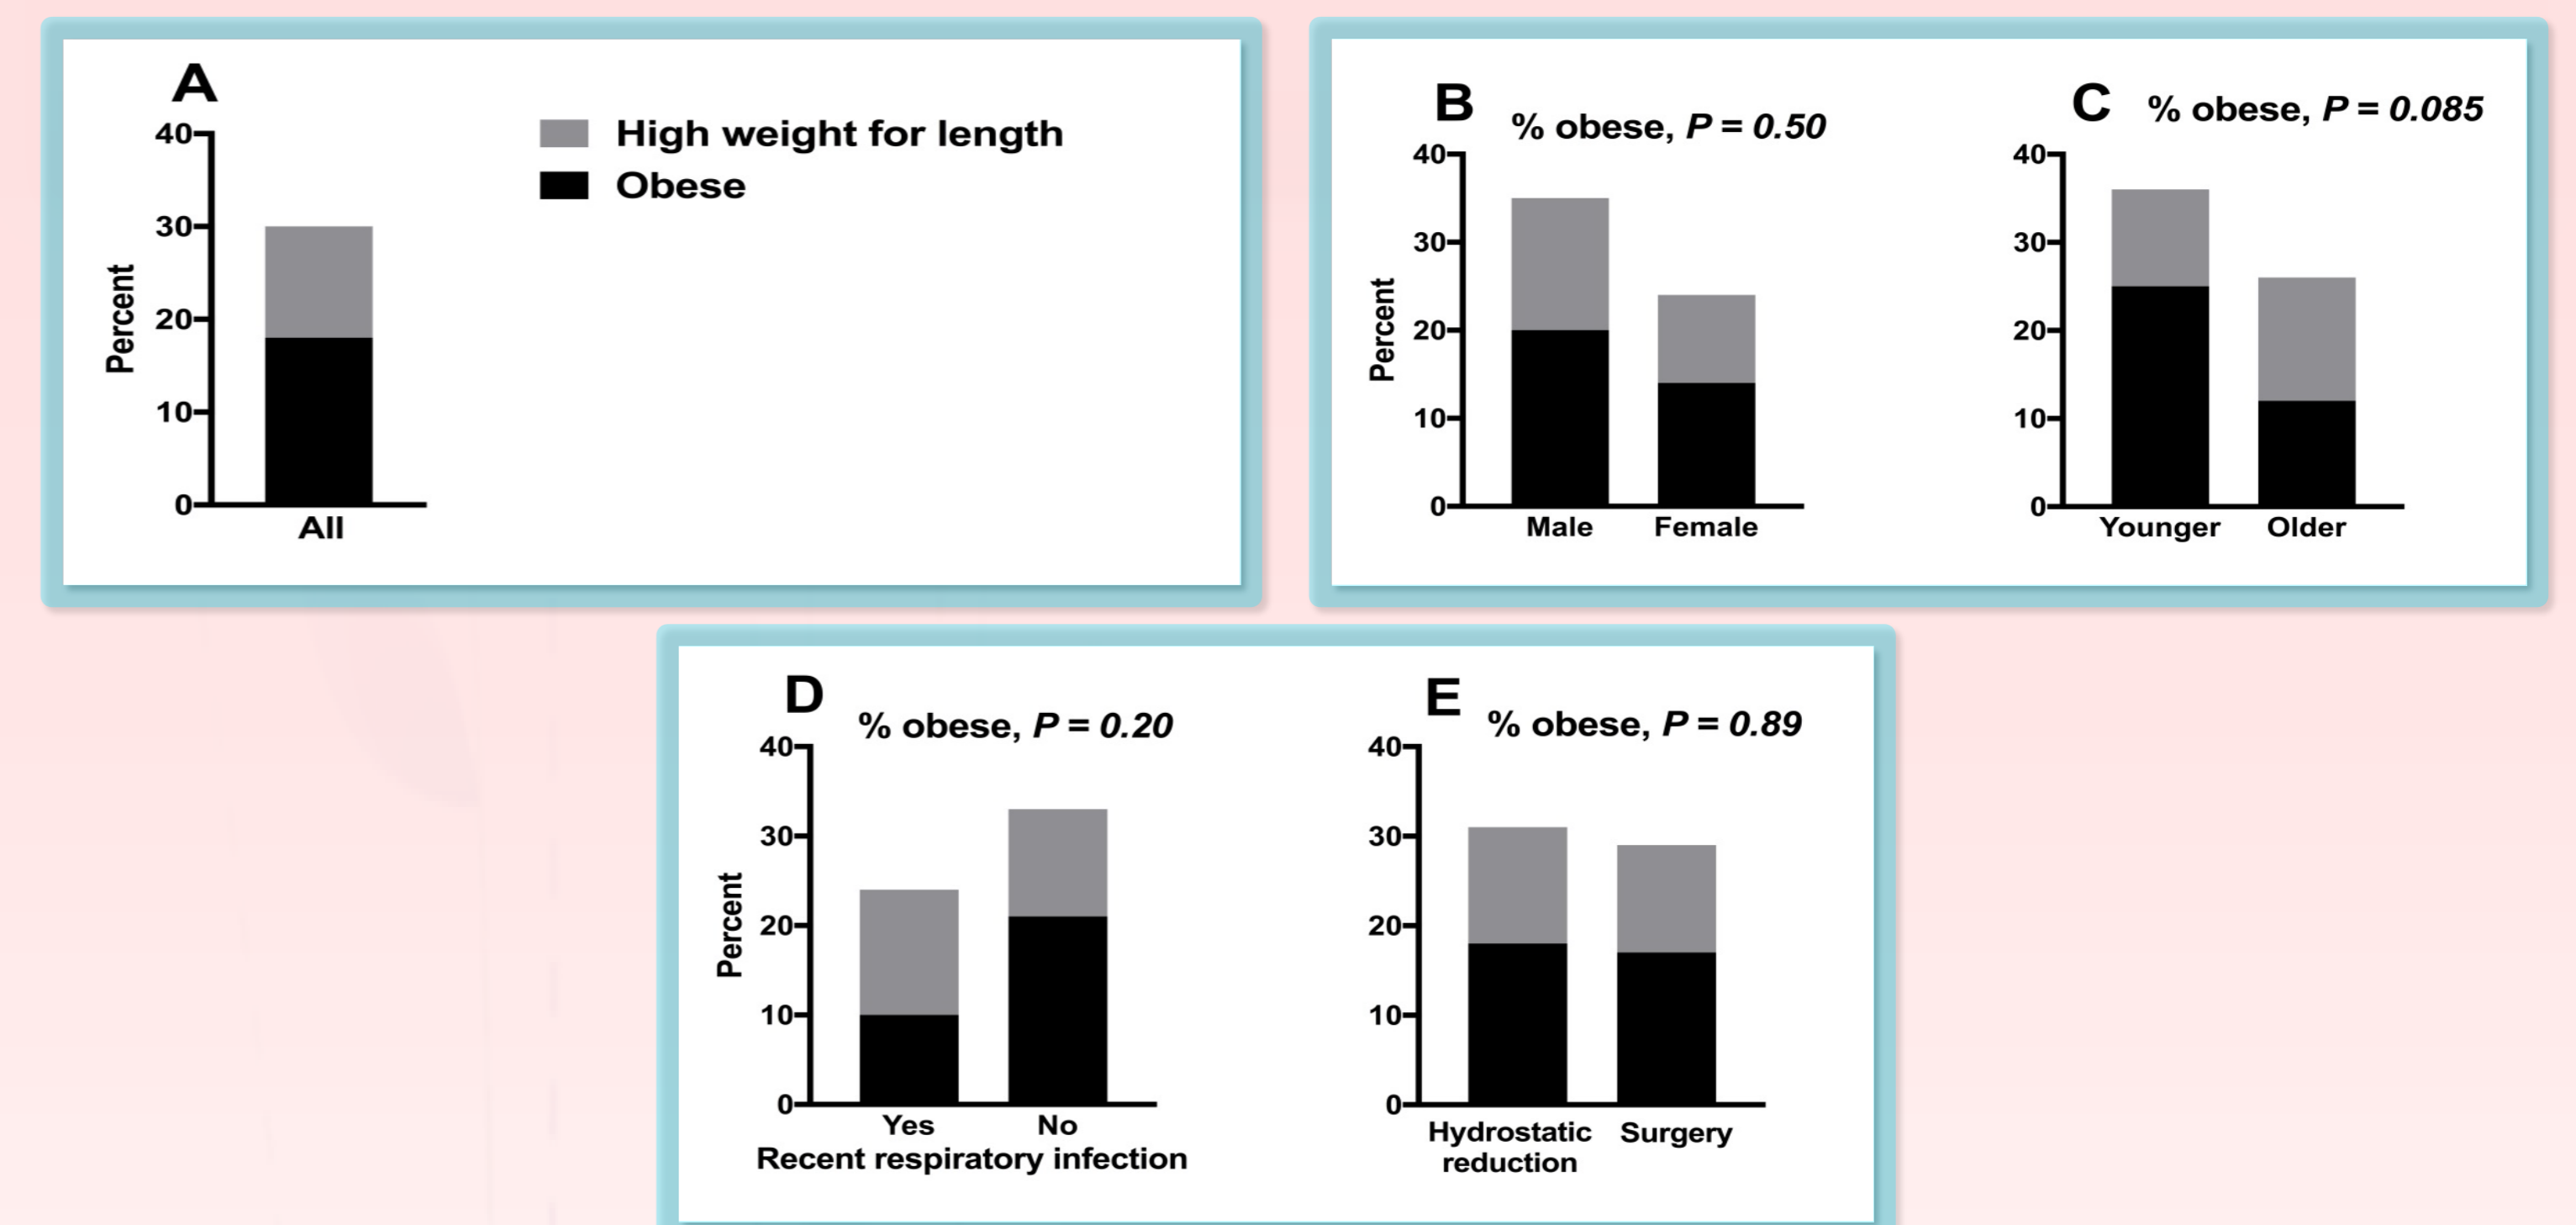 A
40
30
20
10
0
Percent
All
High weight for length
Obese
B
% obese, P = 0.50
40
30
20
10
0
Percent
Male Female
C
% obese, P = 0.085
40
30
20
10
0
Younger Older
D
% obese, P = 0.20
40
30
20
10
0
Percent
Yes No
Recent respiratory infection
E
% obese, P = 0.89
40
30
20
10
0
Hydrostatic Surgery
reduction